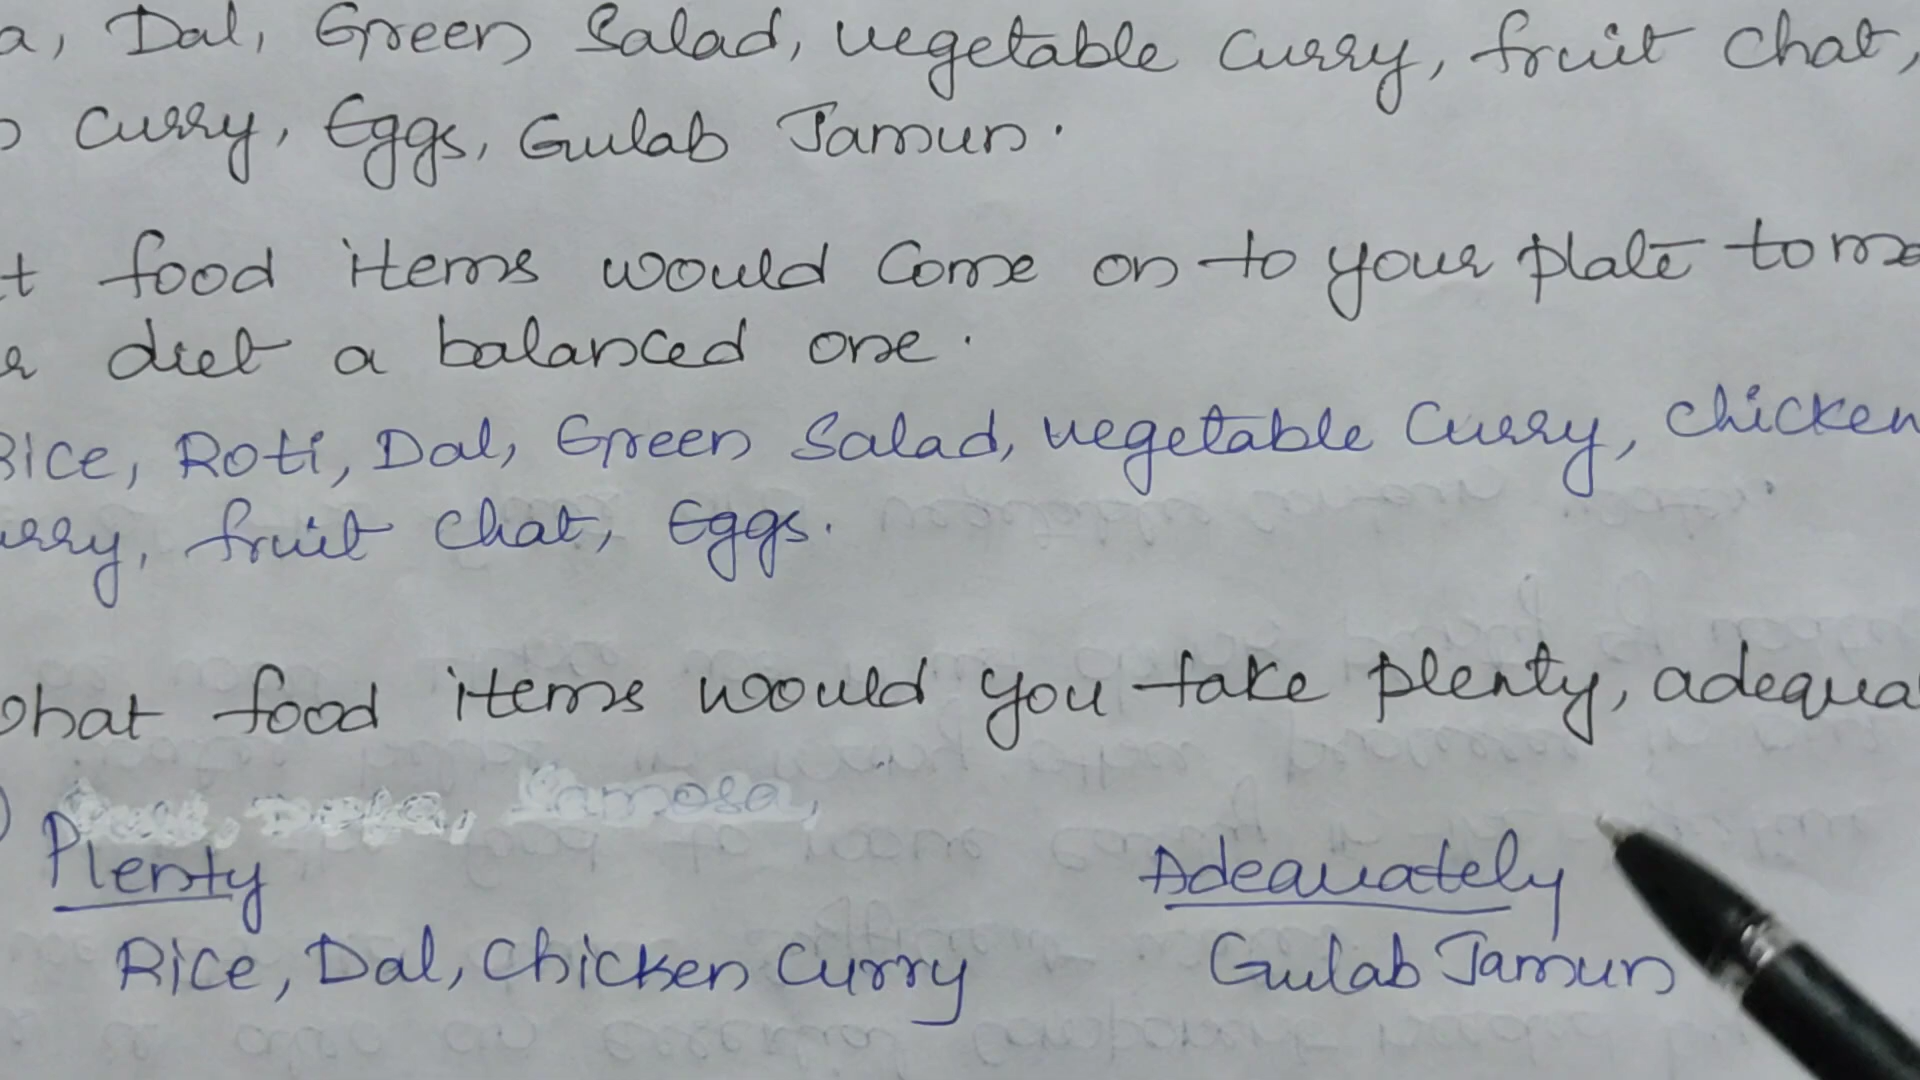 a, Dal, Green Salad, vegetable Curry, fruit Chat,
Curry, Eggs, Gulab Jamun.
food items would Come on to your plate to
diet a balanced one.
Rice, Roti, Dal, Green Salad, vegetable Curry, Chicken
urry, fruit Chat, Eggs.
what food items would you take plenty, adequa
Samosa,
Plenty Adequately
Rice, Dal, Chicken Curry Gulab Jamun